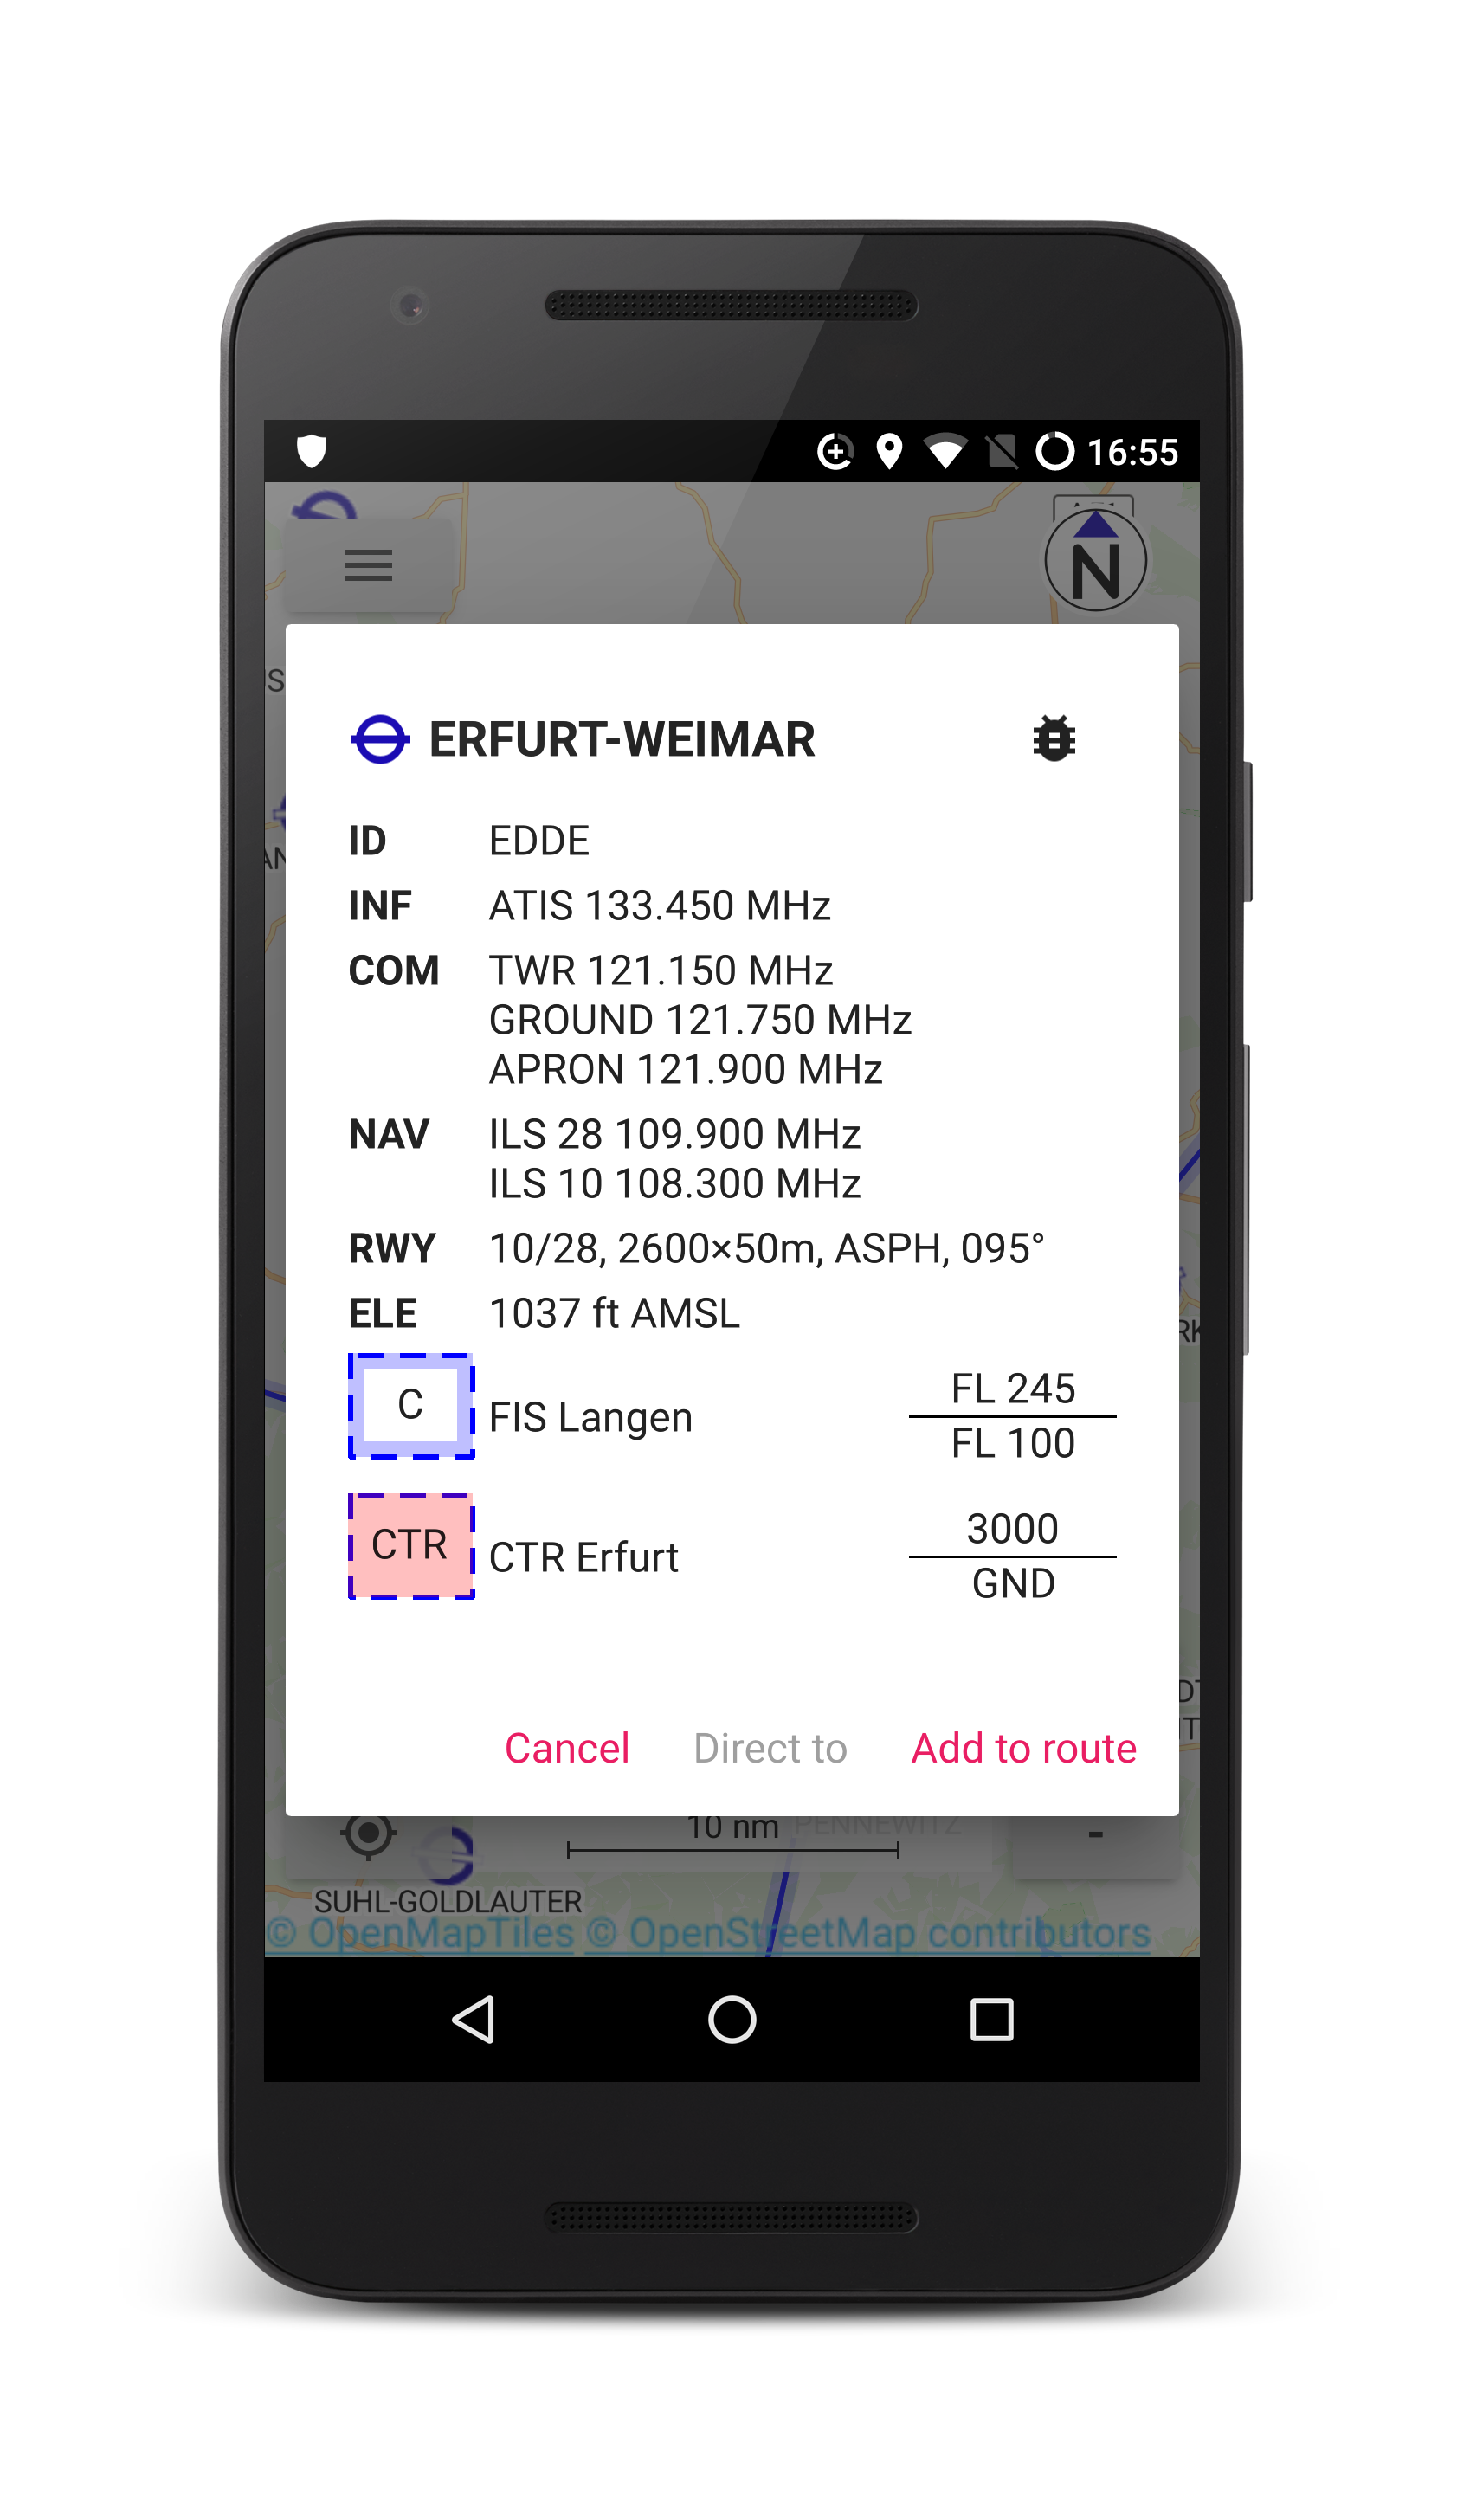 16:55
N
ERFURT-WEIMAR
ID EDDE
INF ATIS 133.450 MHz
COM TWR 121.150 MHz
GROUND 121.750 MHz
APRON 121.900 MHz
NAV ILS 28 109.900 MHz
ILS 10 108.300 MHz
RWY 10/28, 2600×50m, ASPH, 095°
ELE 1037 ft AMSL
C FIS Langen FL 245
FL 100
CTR CTR Erfurt 3000
GND
Cancel Direct to Add to route
10 nm PENNEWITZ
-
SUHL-GOLDLAUTER
© OpenMapTiles © OpenStreetMap contributors